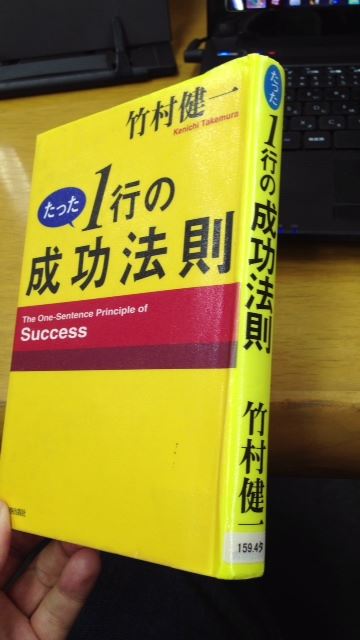 竹村健一
Kenichi Takemura
たった
1行の
成功法則
The One-Sentence Principle of
Success
たった
1行の成功法則
竹村健一
159.4タ